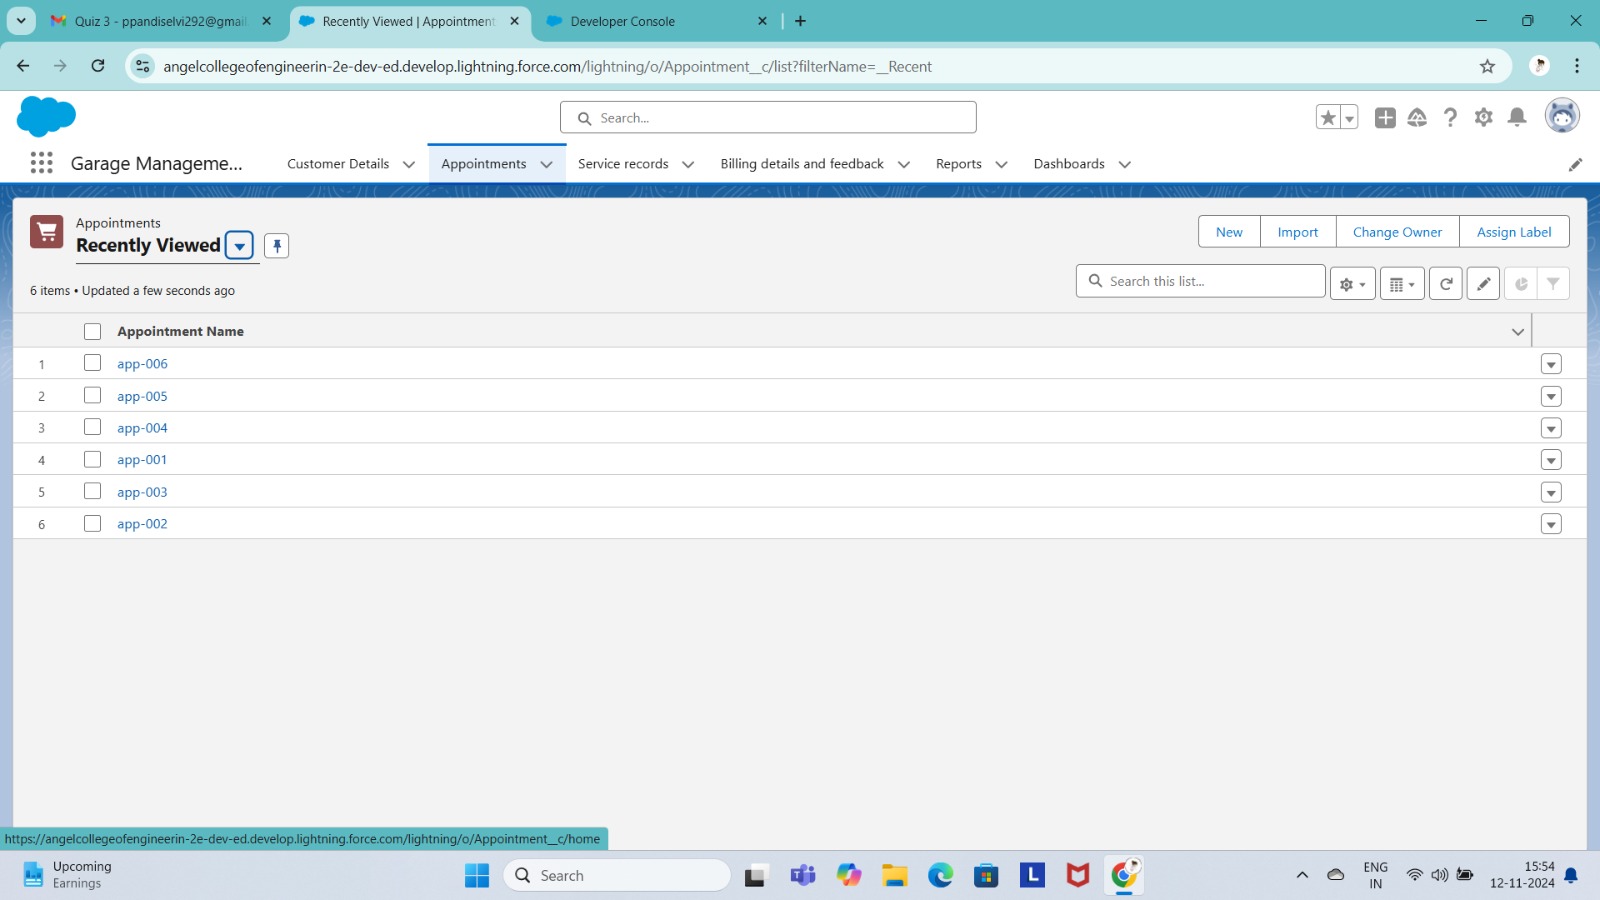 Quiz 3 - ppandiselvi292@gmail.
Recently Viewed | Appointment
Developer Console
angelcollegeofengineerin-2e-dev-ed.develop.lightning.force.com/lightning/o/Appointment__c/list?filterName=__Recent
Search...
Garage Manageme...
Customer Details
Appointments
Service records
Billing details and feedback
Reports
Dashboards
Appointments
Recently Viewed
New
Import
Change Owner
Assign Label
6 items • Updated a few seconds ago
Search this list...
Appointment Name
1 app-006
2 app-005
3 app-004
4 app-001
5 app-003
6 app-002
https://angelcollegeofengineerin-2e-dev-ed.develop.lightning.force.com/lightning/o/Appointment__c/home
Upcoming
Earnings
Search
L
ENG
IN
15:54
12-11-2024